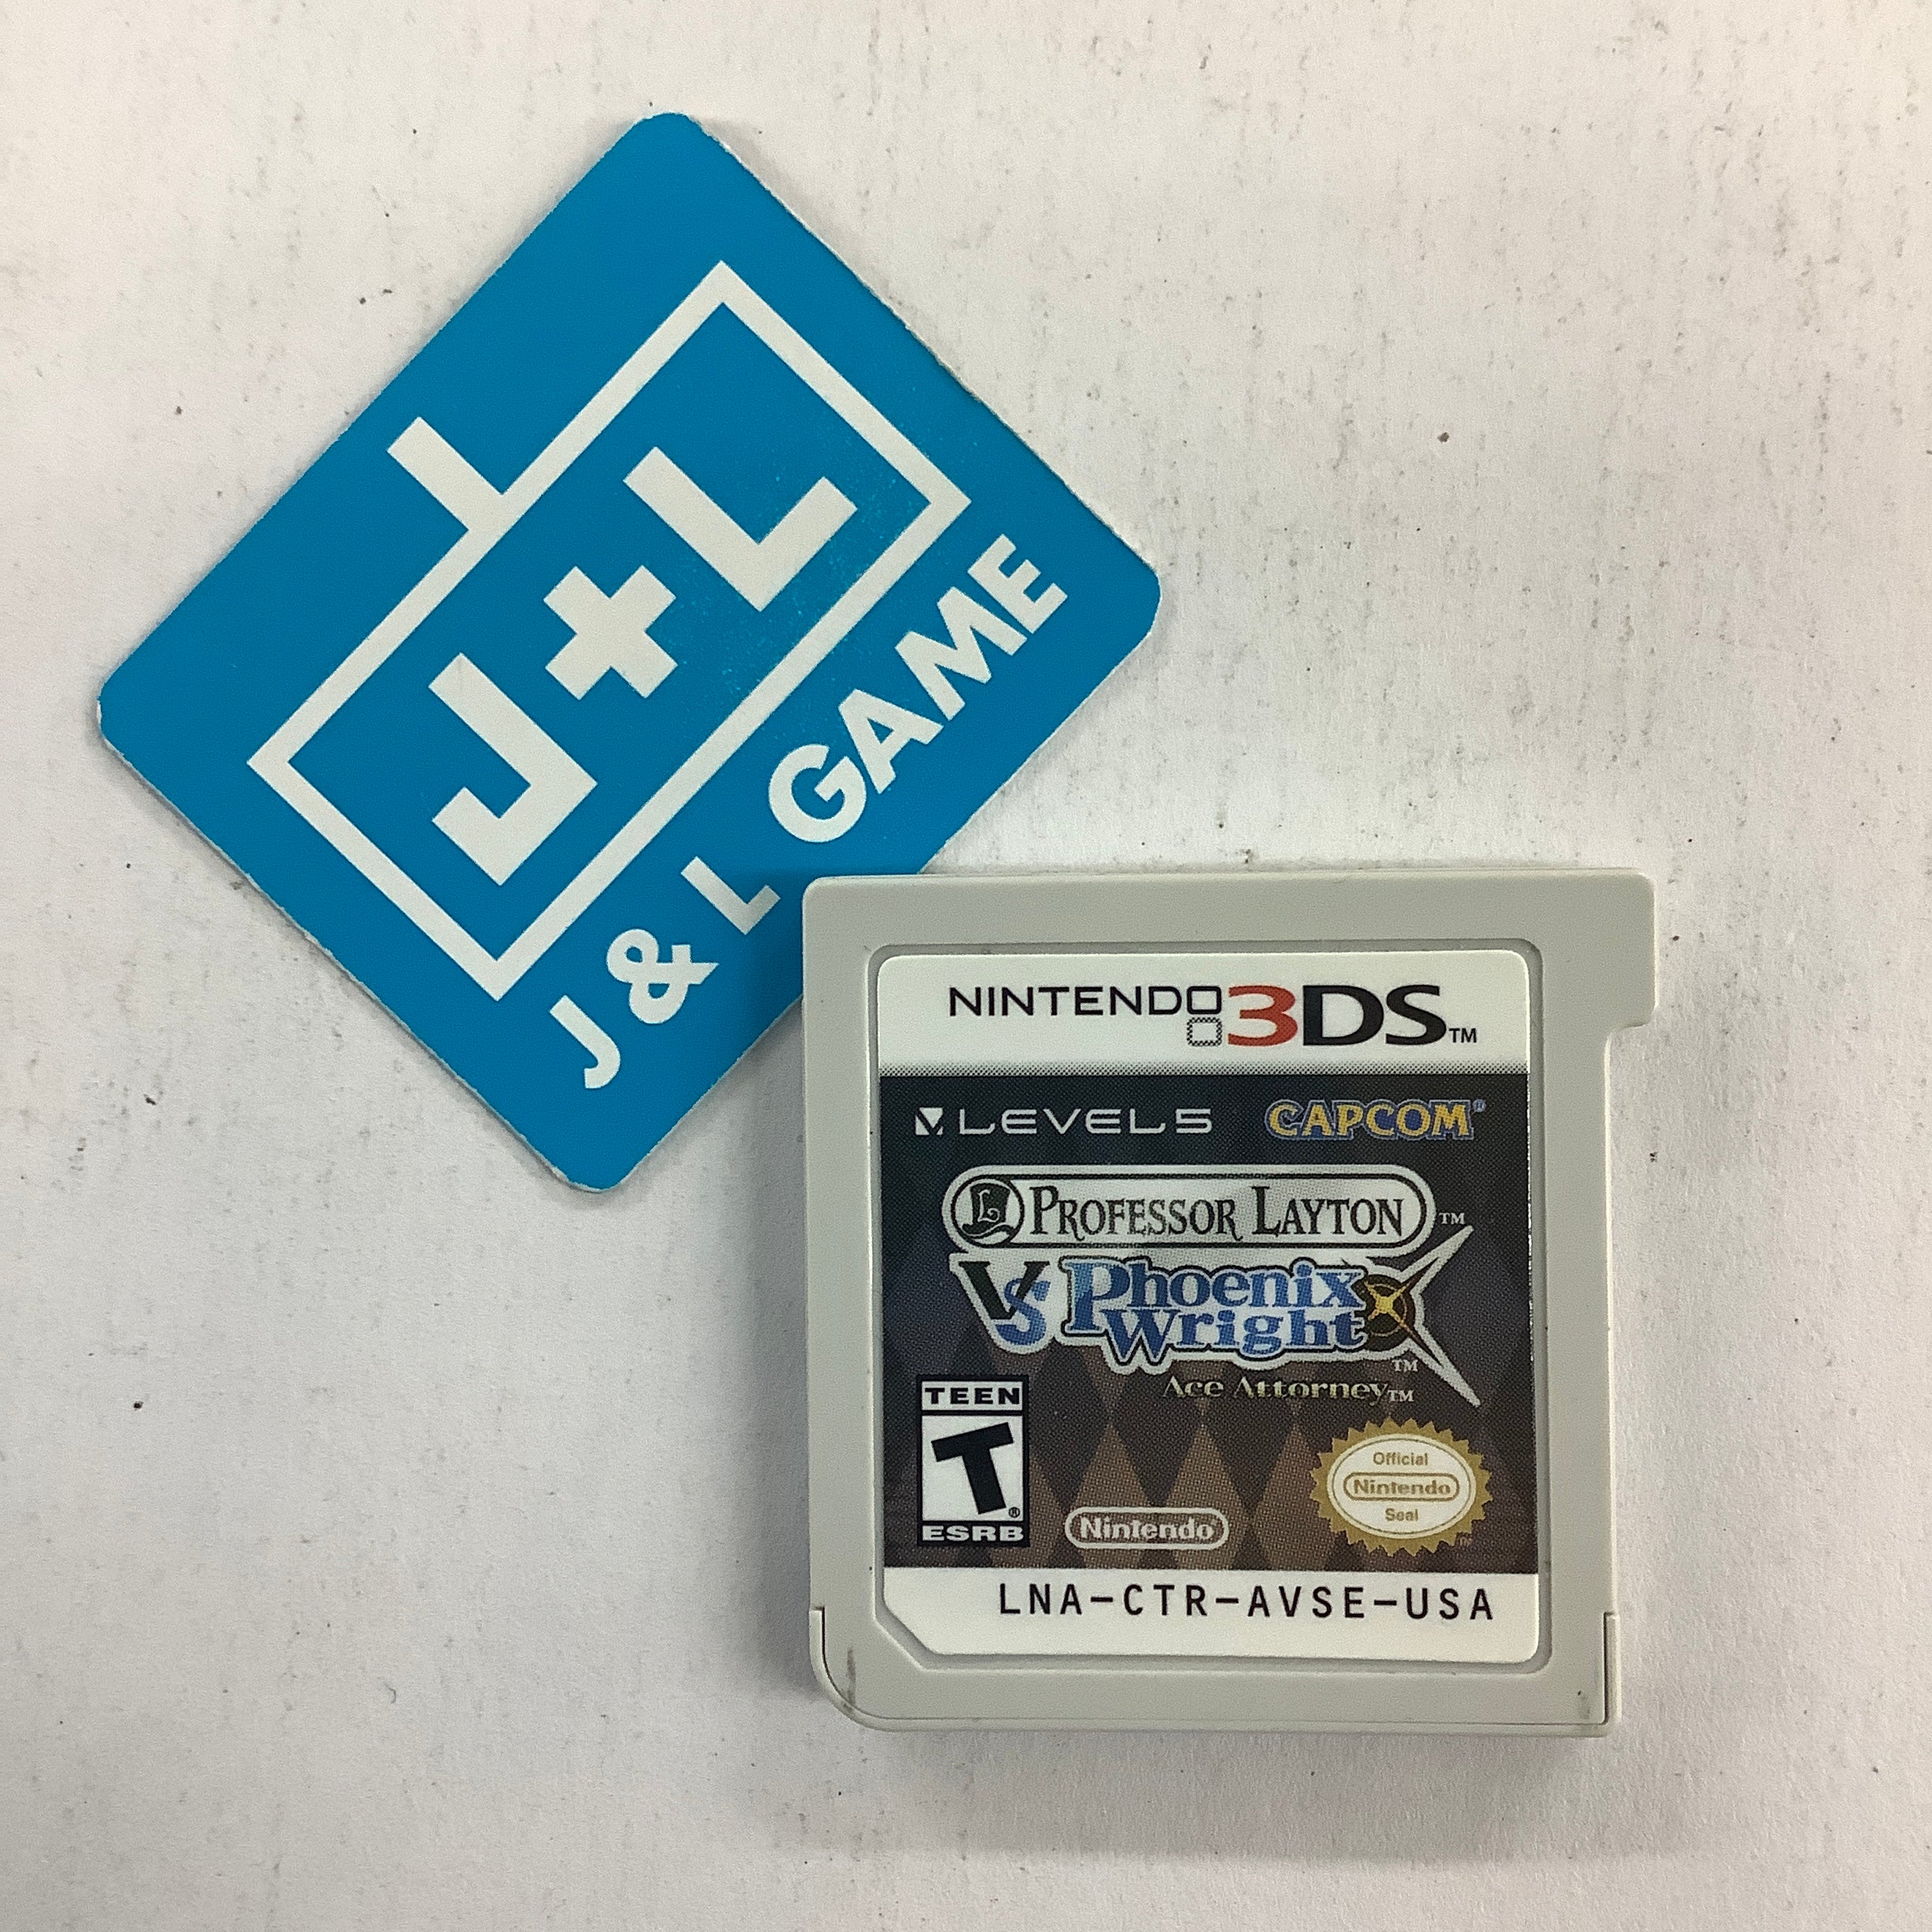 J+L
J & L GAME
NINTENDO 3DS™
LEVEL5 CAPCOM®
L PROFESSOR LAYTON™
VS Phoenix
Wright™
Ace Attorney™
TEEN
T®
ESRB
Nintendo
Official
Nintendo
Seal
LNA-CTR-AVSE-USA